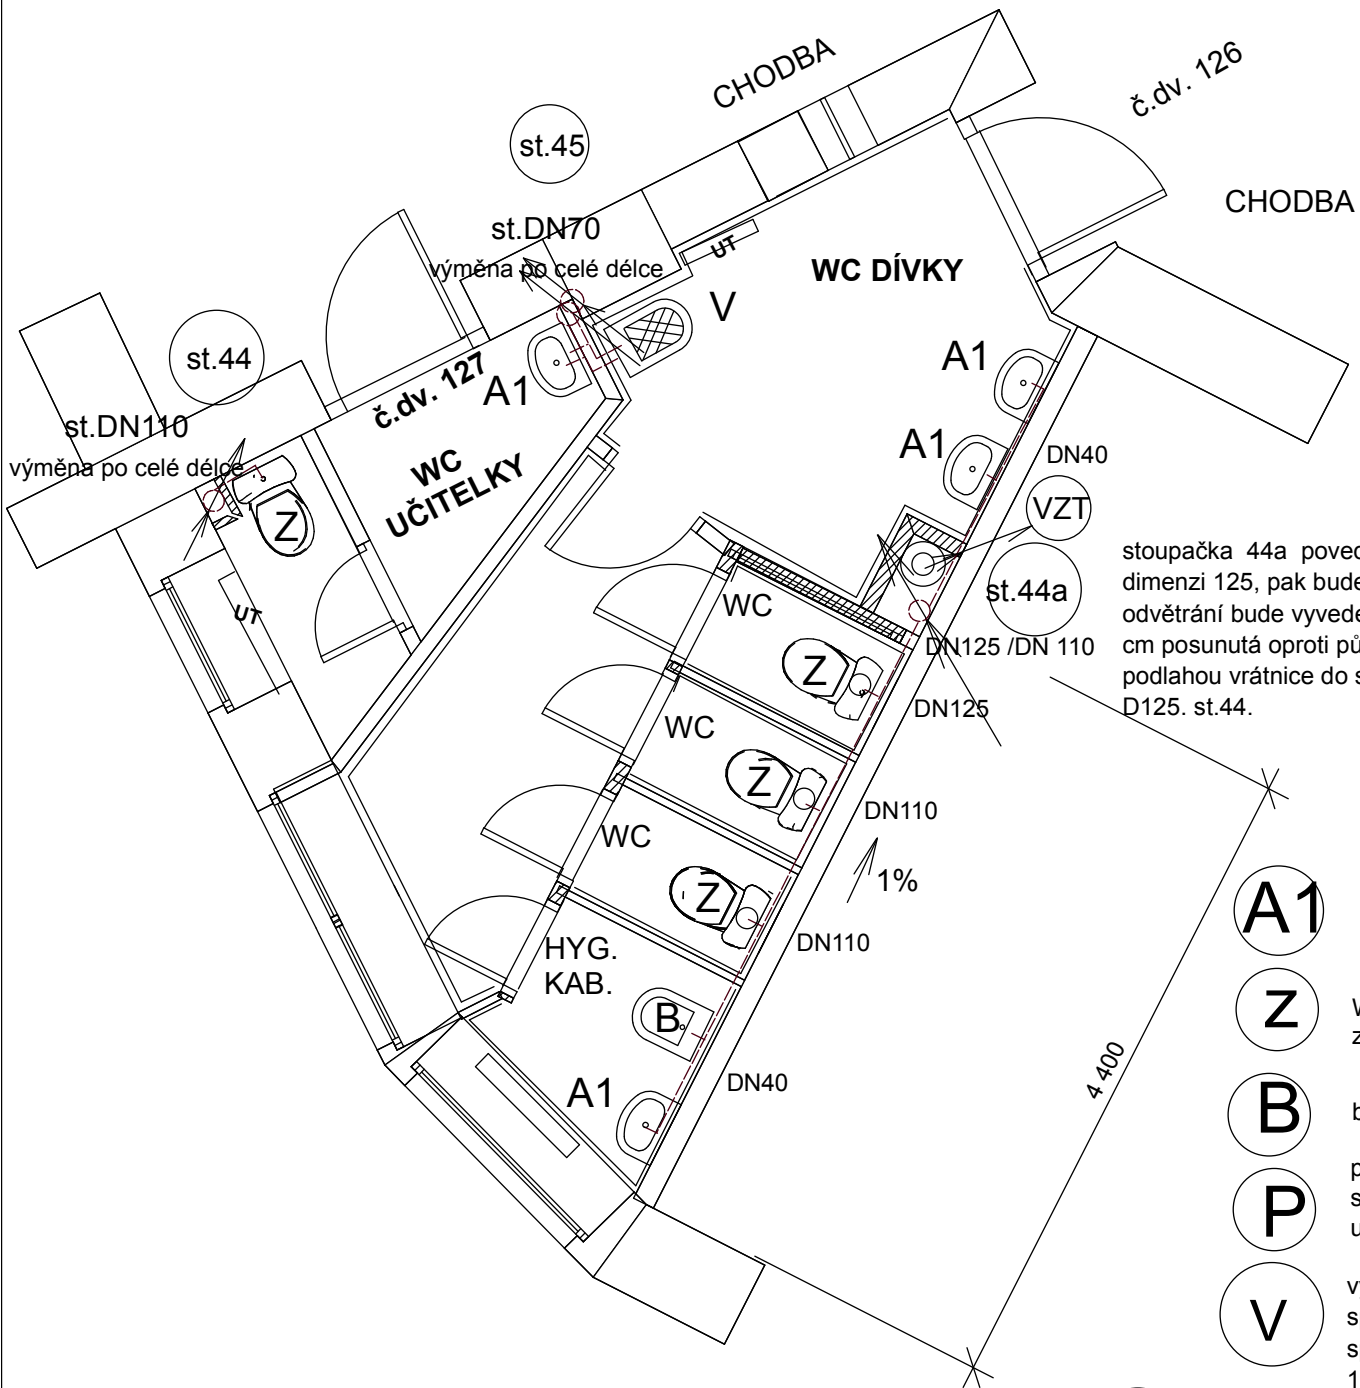 CHODBA
č.dv. 126
st.45
CHODBA
st.DN70
výměna po celé délce
UT
WC DÍVKY
V
st.44
č.dv. 127
A1
A1
st.DN110
výměna po celé délce
WC
UČITELKY
A1
DN40
Z
VZT
stoupačka 44a poved
dimenzi 125, pak bude
odvětrání bude vyvede
cm posunutá oproti pů
podlahou vrátnice do s
D125. st.44.
st.44a
UT
WC
DN125 /DN 110
Z
DN125
WC
Z
DN110
WC
1%
Z
A1
DN110
HYG.
KAB.
Z
B
4 400
DN40
A1
B
P
V